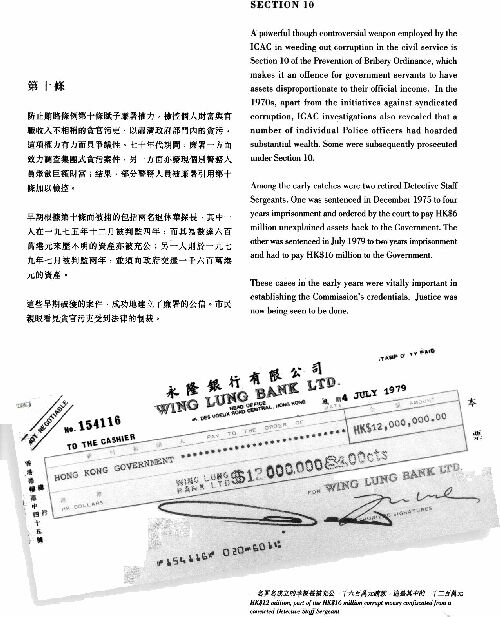 第十條
防止賄賂條例第十條賦予廉署權力，檢控個人財富與官
職收入不相稱的貪官污吏，以肅清政府部門內的貪污。
這項權力有力而具爭議性。七十年代期間，廉署一方面
致力調查集團式貪污案件，另一方面亦發現個別警務人
員斂獻巨額財富；結果，部分警務人員被廉署引用第十
條加以檢控。
早期根據第十條而被捕的包括兩名退休華探長，其中一
人在一九七五年十二月被判監四年，而其為數達六百
萬港元來歷不明的資產亦被充公；另一人則於一九七
九年七月被判監兩年，並須向政府交還一千六百萬港
元的資產。
這些早期破獲的案件，成功地建立了廉署的公信。市民
親眼看見貪官污吏受到法律的制裁。
SECTION 10
A powerful though controversial weapon employed by the
ICAC in weeding out corruption in the civil service is
Section 10 of the Prevention of Bribery Ordinance, which
makes it an offence for government servants to have
assets disproportionate to their official income. In the
1970s, apart from the initiatives against syndicated
corruption, ICAC investigations also revealed that a
number of individual Police officers had hoarded
substantial wealth. Some were subsequently prosecuted
under Section 10.
Among the early catches were two retired Detective Staff
Sergeants. One was sentenced in December 1975 to four
years imprisonment and ordered by the court to pay HK$6
million unexplained assets back to the Government. The
other was sentenced in July 1979 to two years imprisonment
and had to pay HK$16 million to the Government.
These cases in the early years were vitally important in
establishing the Commission's credentials. Justice was
now being seen to be done.
STAMP DUTY PAID
永隆銀行有限公司
WING LUNG BANK LTD.
HEAD OFFICE
45, DES VOEUX ROAD CENTRAL, HONG KONG
NOT NEGOTIABLE
No. 154116
4 JULY 1979
DATE
TO THE CASHIER
PAY TO THE ORDER OF
AMOUNT
HONG KONG GOVERNMENT
HK$12,000,000.00
本
票
HK DOLLARS
WING LUNG
BANK LTD
$12,000,000
00cts
FOR WING LUNG BANK LTD.
AUTHORIZED SIGNATURES
154116 020-601
HK$12 million, part of the HK$16 million corrupt money confiscated from a
convicted Detective Staff Sergeant